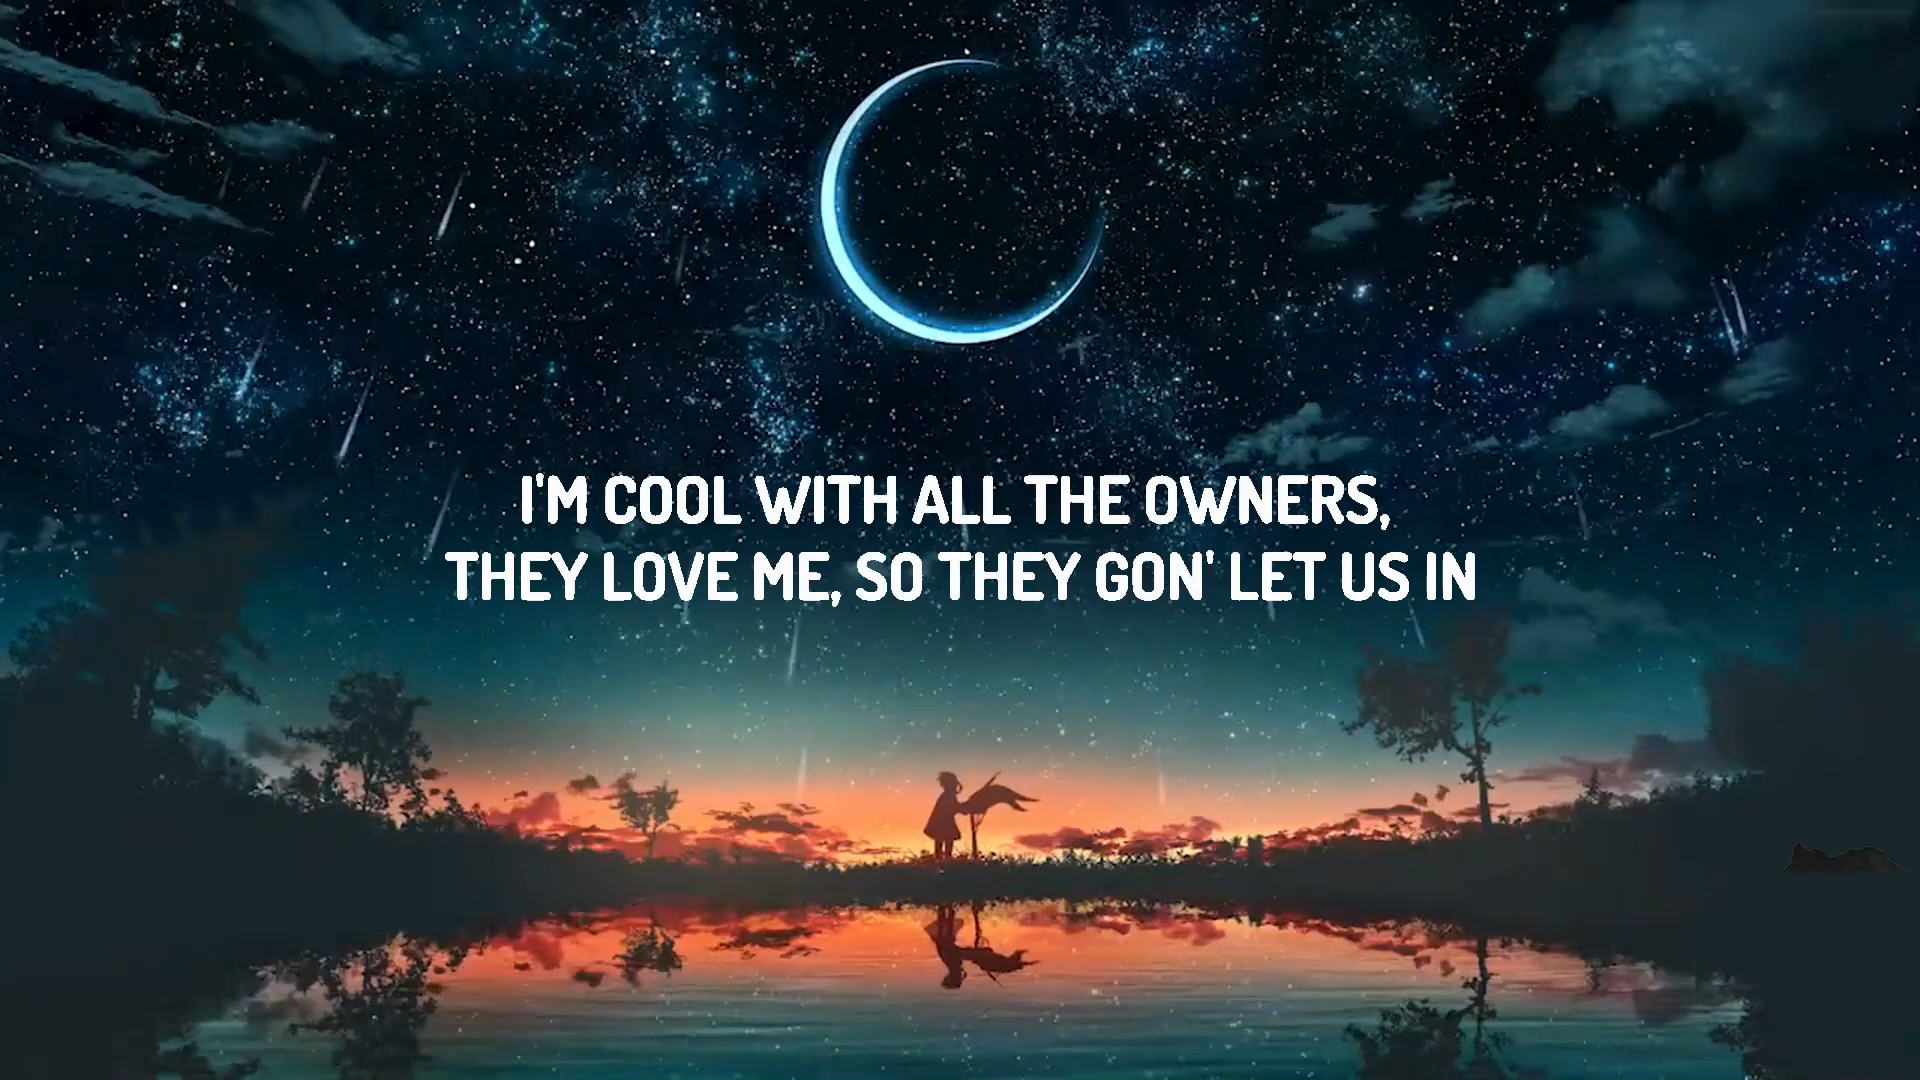 I'M COOL WITH ALL THE OWNERS,
THEY LOVE ME, SO THEY GON' LET US IN